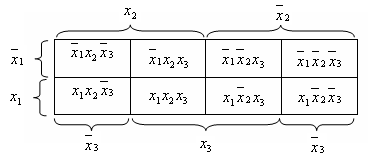 x₂ x̄₂
x̄₁ x̄₁x₂x̄₃ x̄₁x₂x₃ x̄₁x̄₂x₃ x̄₁x̄₂x̄₃
x₁ x₁x₂x̄₃ x₁x₂x₃ x₁x̄₂x₃ x₁x̄₂x̄₃
x̄₃ x₃ x̄₃